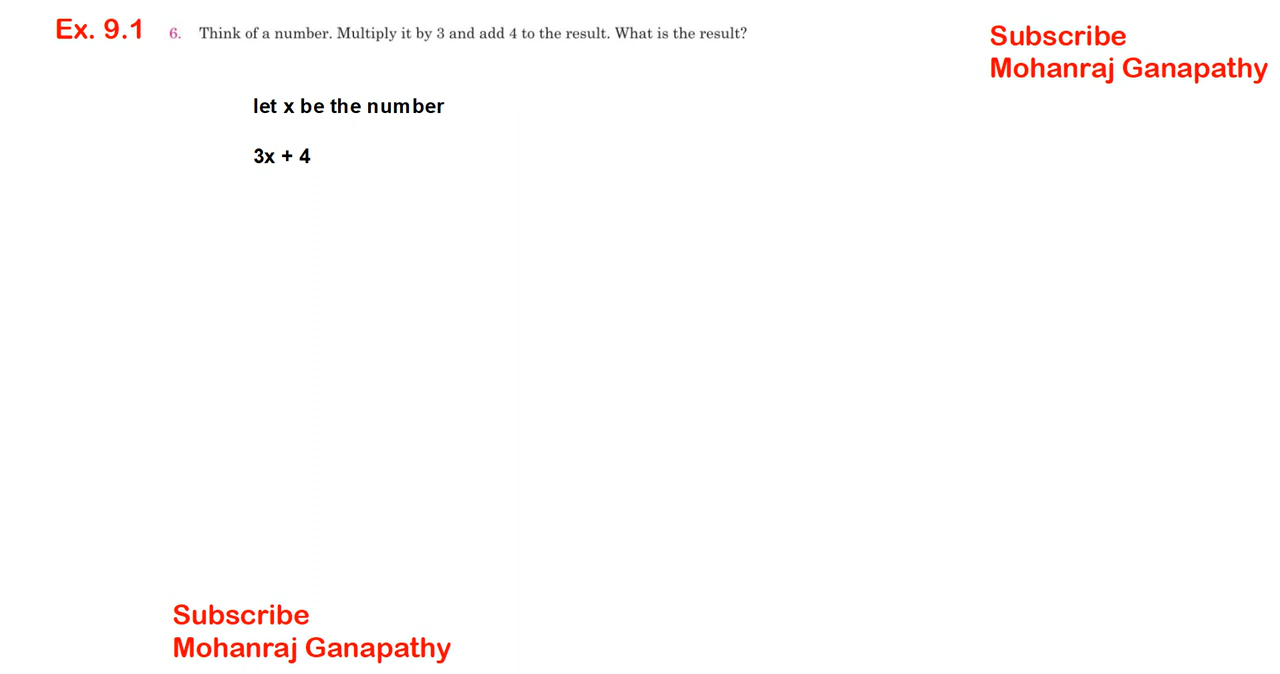 Ex. 9.1 6. Think of a number. Multiply it by 3 and add 4 to the result. What is the result?
Subscribe
Mohanraj Ganapathy
let x be the number
3x + 4
Subscribe
Mohanraj Ganapathy